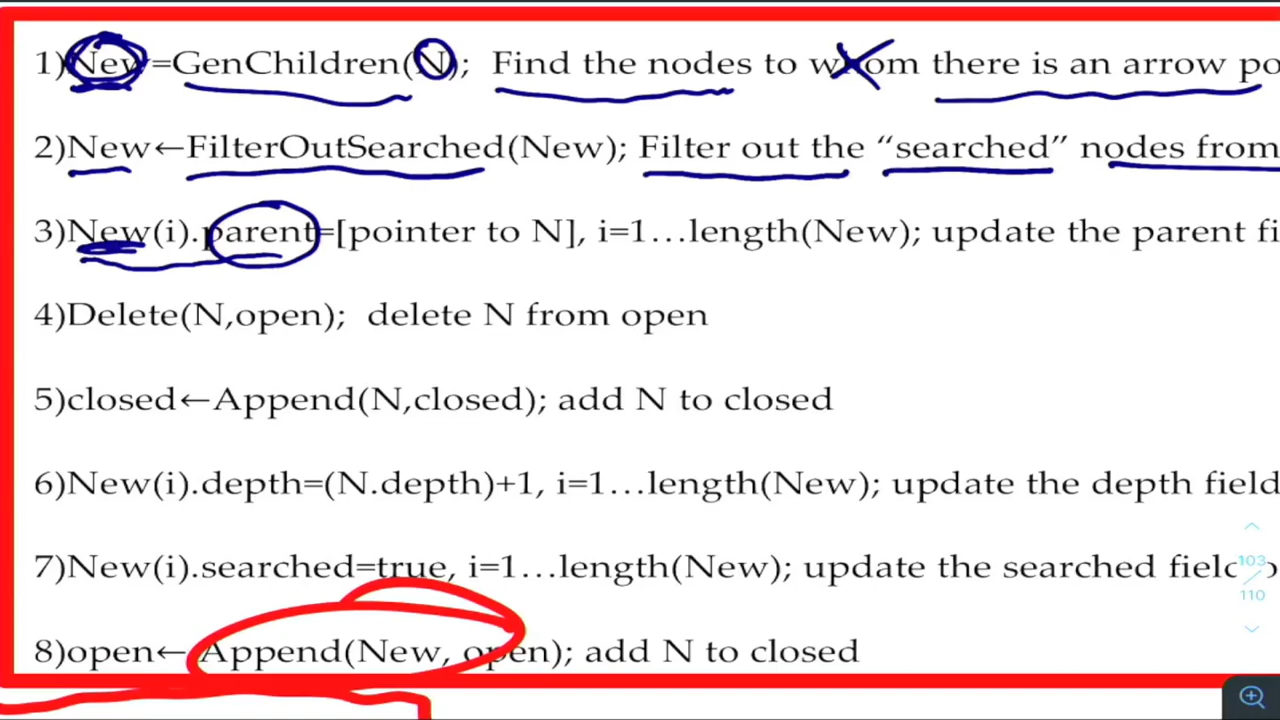 1)New=GenChildren(N); Find the nodes to whom there is an arrow po
2)New←FilterOutSearched(New); Filter out the “searched” nodes from
3)New(i).parent=[pointer to N], i=1…length(New); update the parent fi
4)Delete(N,open); delete N from open
5)closed←Append(N,closed); add N to closed
6)New(i).depth=(N.depth)+1, i=1…length(New); update the depth field
7)New(i).searched=true, i=1…length(New); update the searched field
8)open← Append(New, open); add N to closed
103
110